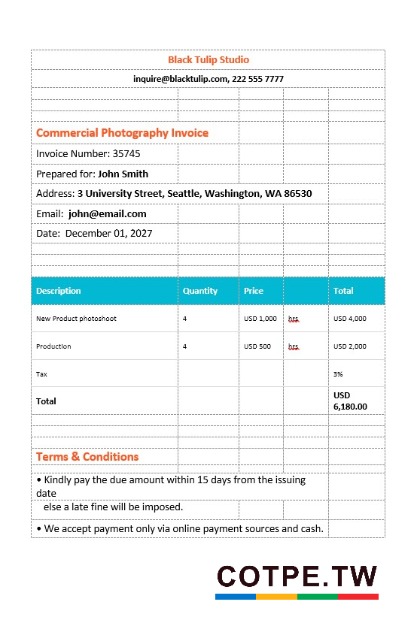 Black Tulip Studio
inquire@blacktulip.com, 222 555 7777
Commercial Photography Invoice
Invoice Number: 35745
Prepared for: John Smith
Address: 3 University Street, Seattle, Washington, WA 86530
Email: john@email.com
Date: December 01, 2027
Description Quantity Price Total
New Product photoshoot 4 USD 1,000 hrs USD 4,000
Production 4 USD 500 hrs USD 2,000
Tax 3%
Total USD
6,180.00
Terms & Conditions
• Kindly pay the due amount within 15 days from the issuing
date
else a late fine will be imposed.
• We accept payment only via online payment sources and cash.
COTPE.TW